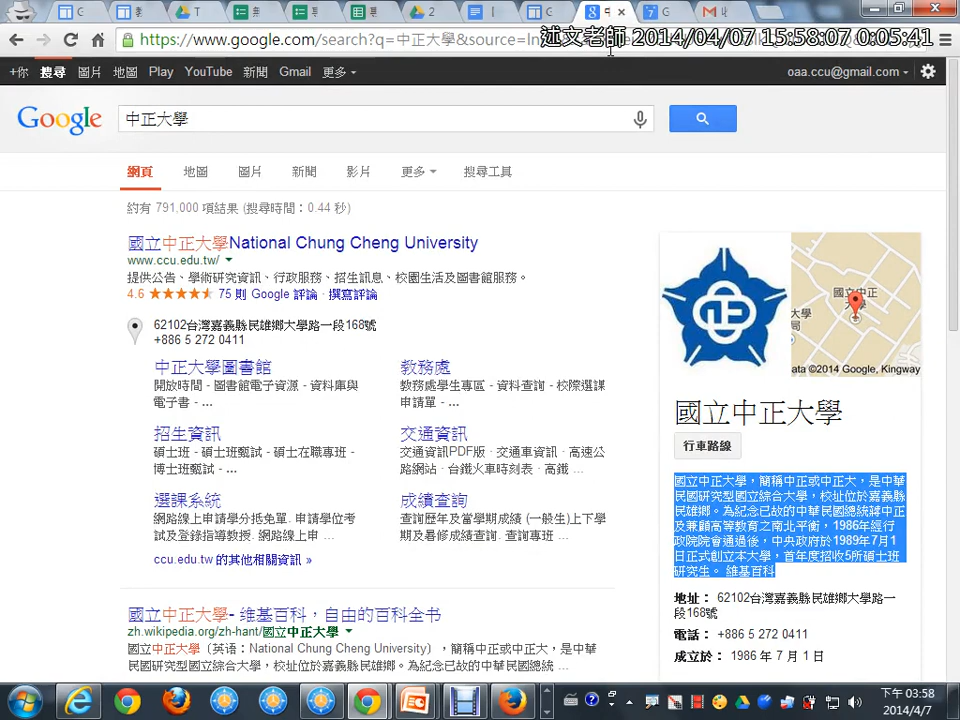 https://www.google.com/search?q=中正大學&source=ln
述文老師 2014/04/07 15:58:07 0:05:41
+你 搜尋 圖片 地圖 Play YouTube 新聞 Gmail 更多
oaa.ccu@gmail.com
Google
中正大學
網頁 地圖 圖片 新聞 影片 更多 搜尋工具
約有 791,000 項結果 (搜尋時間：0.44 秒)
國立中正大學National Chung Cheng University
www.ccu.edu.tw/
提供公告、學術研究資訊、行政服務、招生訊息、校園生活及圖書館服務。
4.6 75 則 Google 評論 · 撰寫評論
62102台灣嘉義縣民雄鄉大學路一段168號
+886 5 272 0411
中正大學圖書館
開放時間 - 圖書館電子資源 - 資料庫與
電子書 - ...
教務處
教務處學生專區 - 資料查詢 - 校際選課
申請單 - ...
招生資訊
碩士班 - 碩士班甄試 - 碩士在職專班 -
博士班甄試 - ...
交通資訊
交通資訊PDF版 · 交通車資訊 · 高速公
路網站 · 台鐵火車時刻表 · 高鐵 ...
選課系統
網路線上申請學分抵免單. 申請學位考
試及登錄指導教授. 網路線上申 ...
成績查詢
查詢歷年及當學期成績 (一般生)上下學
期及暑修成績查詢. 查詢專班 ...
ccu.edu.tw 的其他相關資訊 »
國立中正大學- 维基百科，自由的百科全书
zh.wikipedia.org/zh-hant/國立中正大學
國立中正大學（英语：National Chung Cheng University），簡稱中正或中正大，是中華
民國研究型國立綜合大學，校址位於嘉義縣民雄鄉。為紀念已故的中華民國總統 ...
國立中正
大學
大學
局
ata ©2014 Google, Kingway
國立中正大學
行車路線
國立中正大學，簡稱中正或中正大，是中華
民國研究型國立綜合大學，校址位於嘉義縣
民雄鄉。為紀念已故的中華民國總統蔣中正
及兼顧高等教育之南北平衡，1986年經行
政院院會通過後，中央政府於1989年7月1
日正式創立本大學，首年度招收5所碩士班
研究生。 維基百科
地址： 62102台灣嘉義縣民雄鄉大學路一
段168號
電話： +886 5 272 0411
成立於： 1986 年 7 月 1 日
下午 03:58
2014/4/7